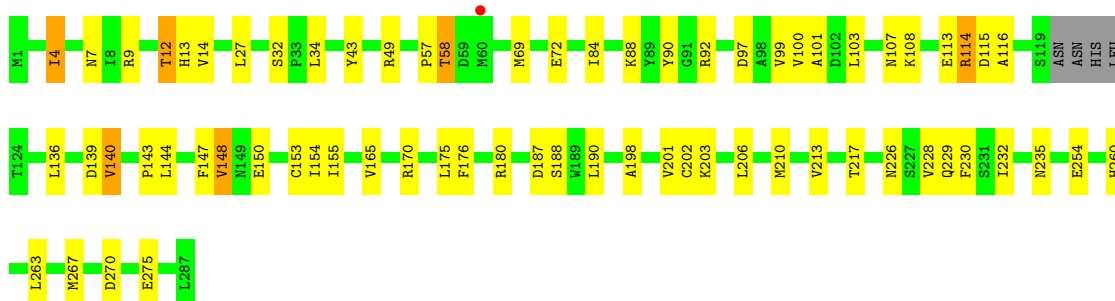 M1 I4 N7 I8 R9 T12 H13 V14 L27 S32 P33 L34 Y43 R49 P57 T58 D59 M60 M69 E72 I84 K88 Y89 Y90 G91 R92 D97 A98 V99 V100 A101 D102 L103 N107 K108 E113 R114 D115 A116 S119 ASN ASN HIS LEU
T124 L136 D139 V140 P143 L144 F147 V148 N149 E150 C153 I154 I155 V165 R170 L175 F176 R180 D187 S188 W189 L190 A198 V201 C202 K203 L206 M210 V213 T217 N226 S227 V228 Q229 F230 S231 I232 N235 E254 H260
L263 M267 D270 E275 L287